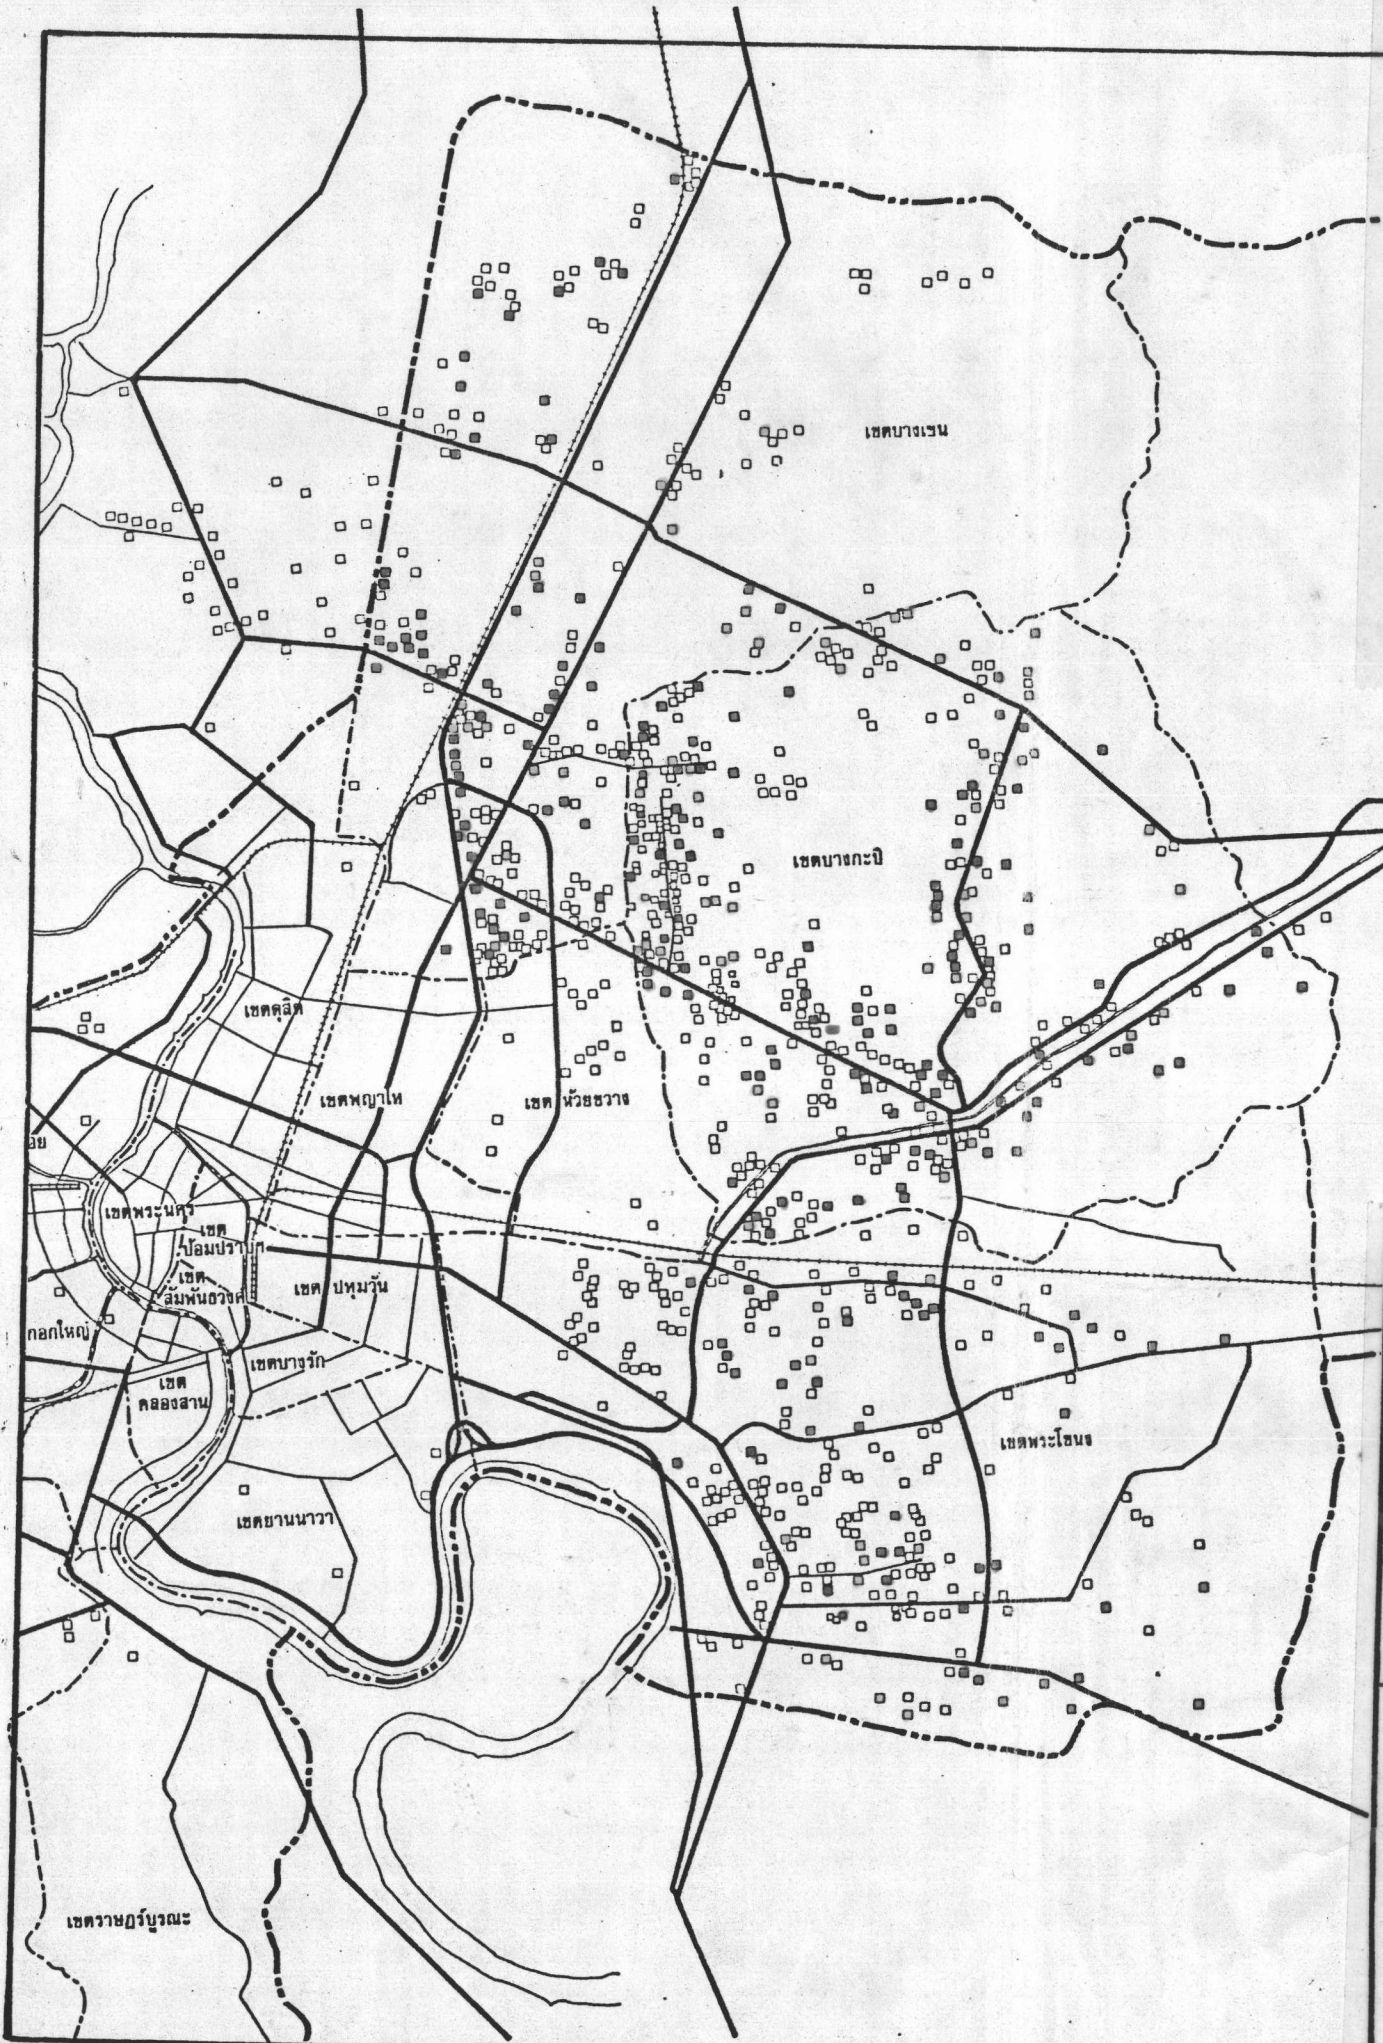 เขตบางเขน
เขตบางกะปิ
เขตดุสิต
เขตพญาไท
เขต ห้วยขวาง
อย
เขตพระนคร
เขต
ป้อมปราบฯ
เขต
สัมพันธวงศ์
เขต ปทุมวัน
กอกใหญ่
เขตบางรัก
เขต
คลองสาน
เขตพระโขนง
เขตยานนาวา
เขตราษฎร์บูรณะ